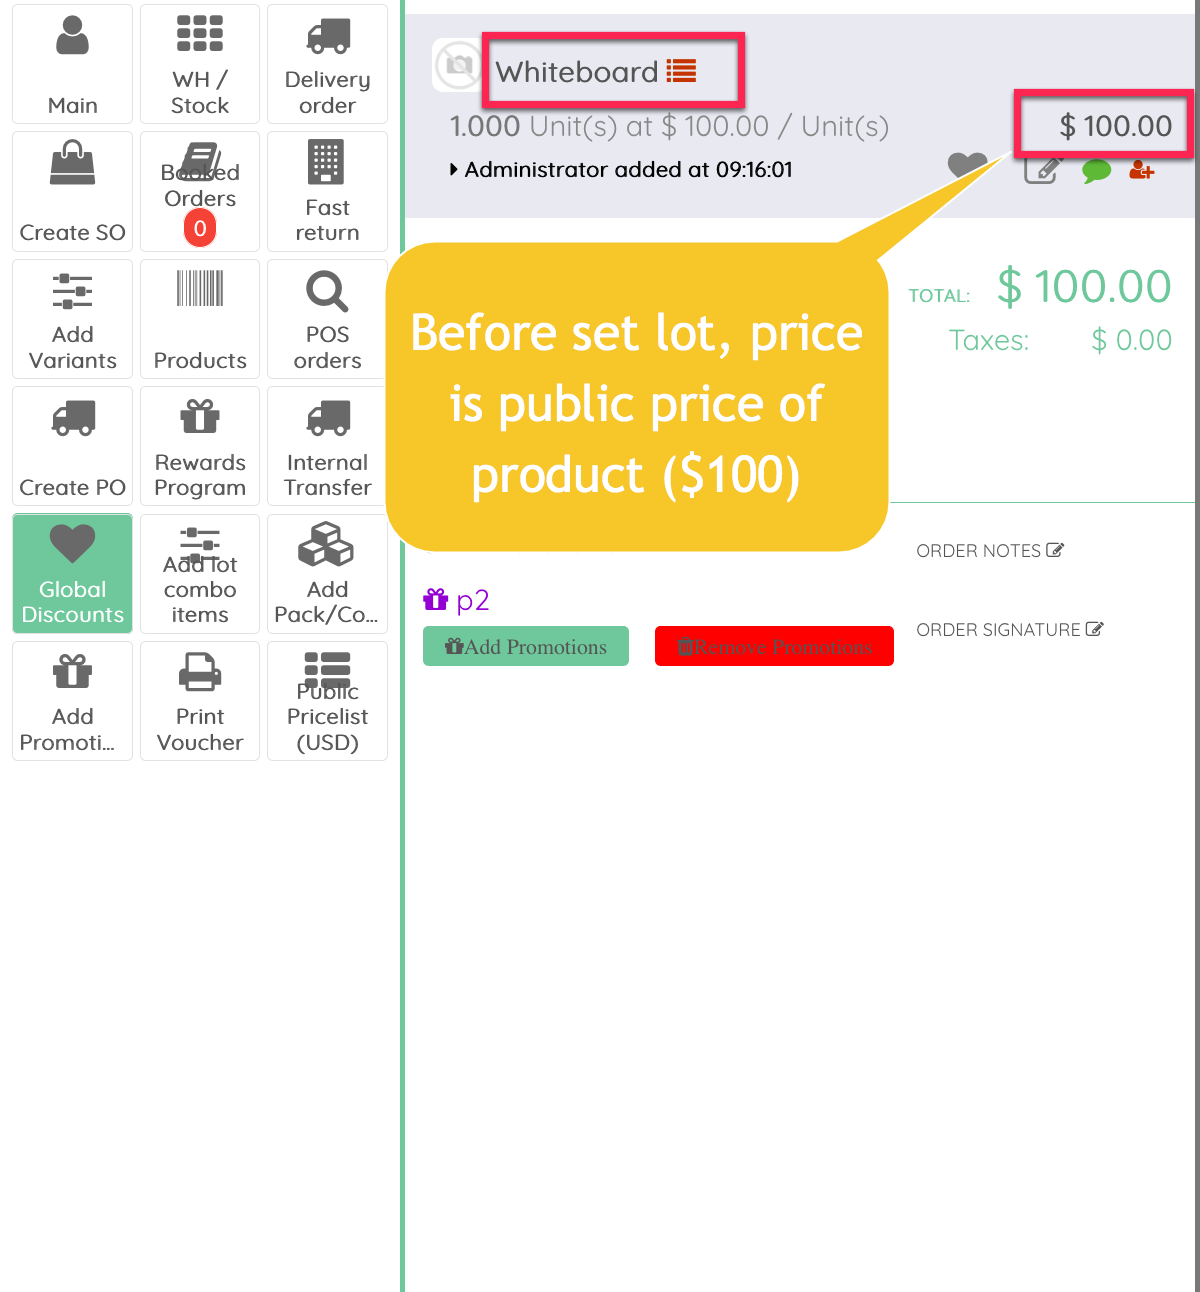 Main
WH /
Stock
Delivery
order
Create SO
Booked
Orders
0
Fast
return
Add
Variants
Products
POS
orders
Create PO
Rewards
Program
Internal
Transfer
Global
Discounts
Add lot
combo
items
Add
Pack/Co...
Add
Promoti...
Print
Voucher
Public
Pricelist
(USD)
Whiteboard
1.000 Unit(s) at $ 100.00 / Unit(s)
$ 100.00
Administrator added at 09:16:01
TOTAL: $ 100.00
Taxes: $ 0.00
Before set lot, price
is public price of
product ($100)
ORDER NOTES
p2
ORDER SIGNATURE
Add Promotions
Remove Promotions